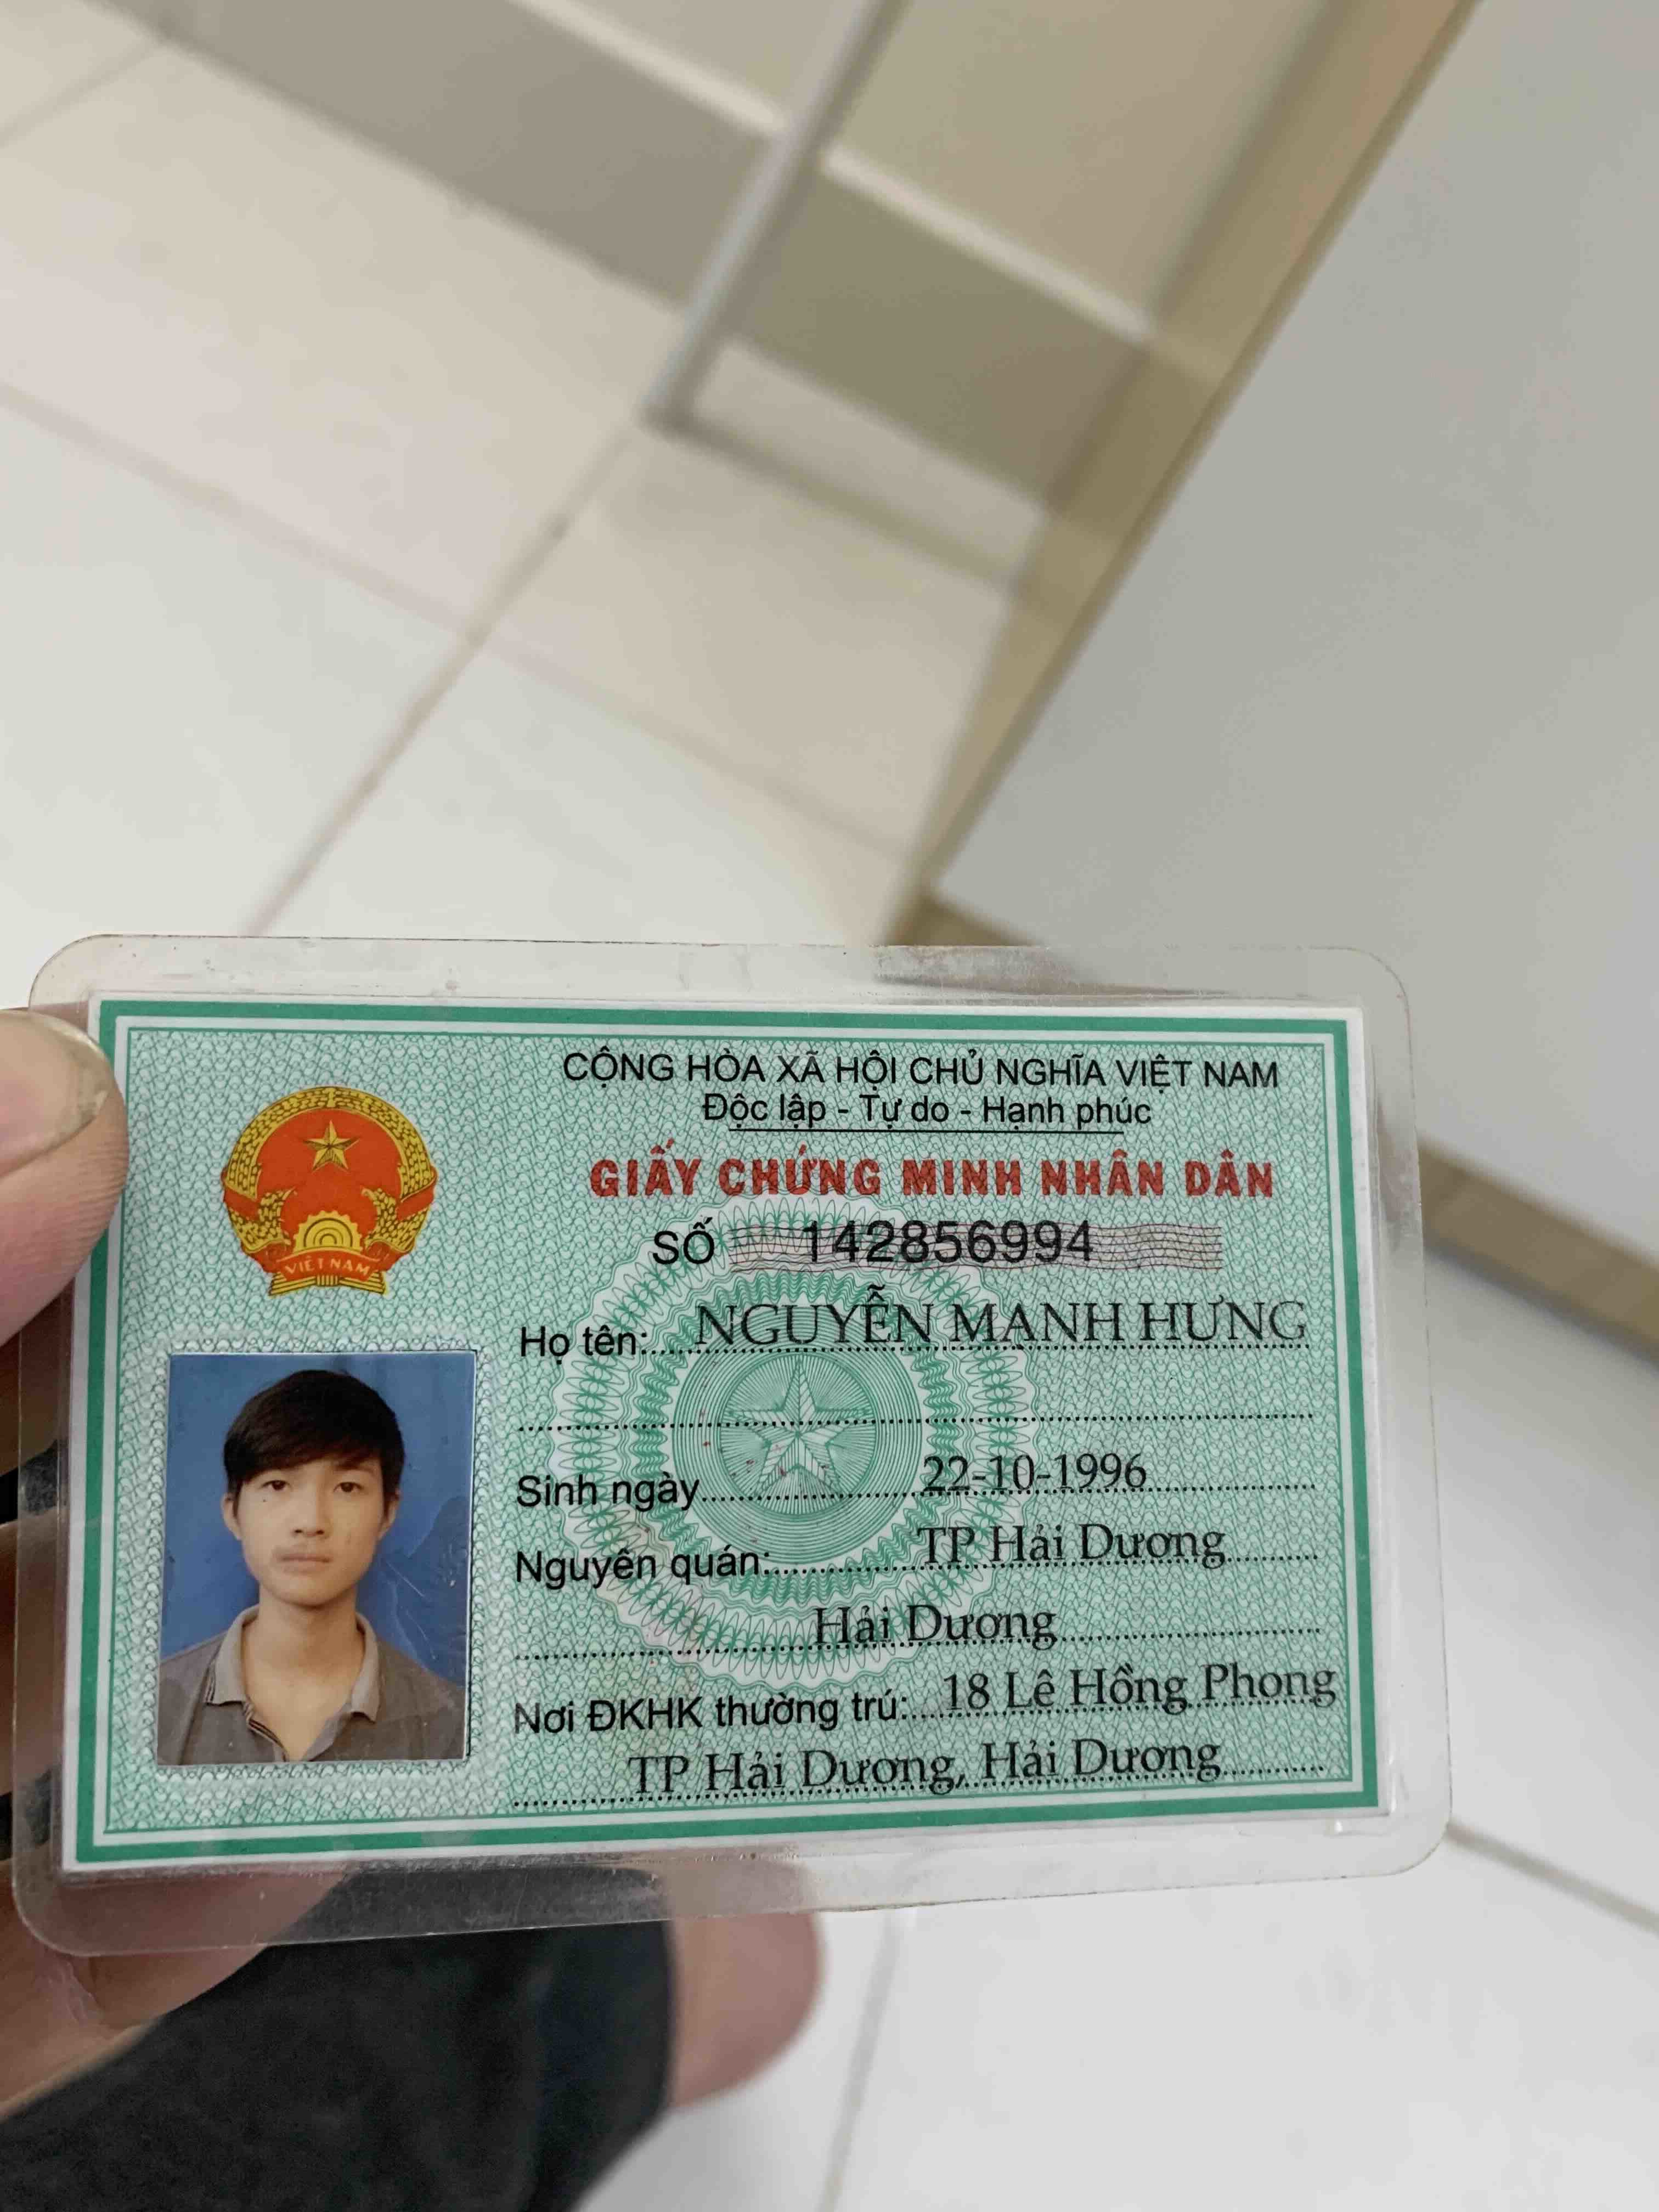 CỘNG HÒA XÃ HỘI CHỦ NGHĨA VIỆT NAM
Độc lập - Tự do - Hạnh phúc
GIẤY CHỨNG MINH NHÂN DÂN
SỐ 142856994
VIỆT NAM
Họ tên: NGUYỄN MẠNH HƯNG
Sinh ngày 22-10-1996
Nguyên quán: TP Hải Dương
Hải Dương
Nơi ĐKHK thường trú: 18 Lê Hồng Phong
TP Hải Dương, Hải Dương